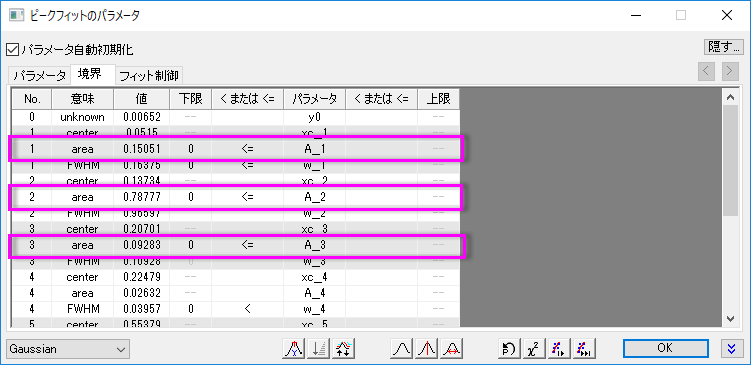 ピークフィットのパラメータ
パラメータ自動初期化
隠す...
パラメータ 境界 フィット制御
No. 意味 値 下限 < または <= パラメータ < または <= 上限
0 unknown 0.00652 -- y0 --
1 center 0.0515 -- xc_1 --
1 area 0.15051 0 <= A_1 --
1 FWHM 0.16375 0 <= w_1 --
2 center 0.13734 -- xc_2 --
2 area 0.78777 0 <= A_2 --
2 FWHM 0.96597 w_2 --
3 center 0.20701 -- xc_3 --
3 area 0.09283 0 <= A_3 --
3 FWHM 0.10928 0 w_3 --
4 center 0.22479 -- xc_4 --
4 area 0.02632 -- A_4 --
4 FWHM 0.03957 0 < w_4 --
5 center 0.55379 -- xc_5 --
Gaussian
OK